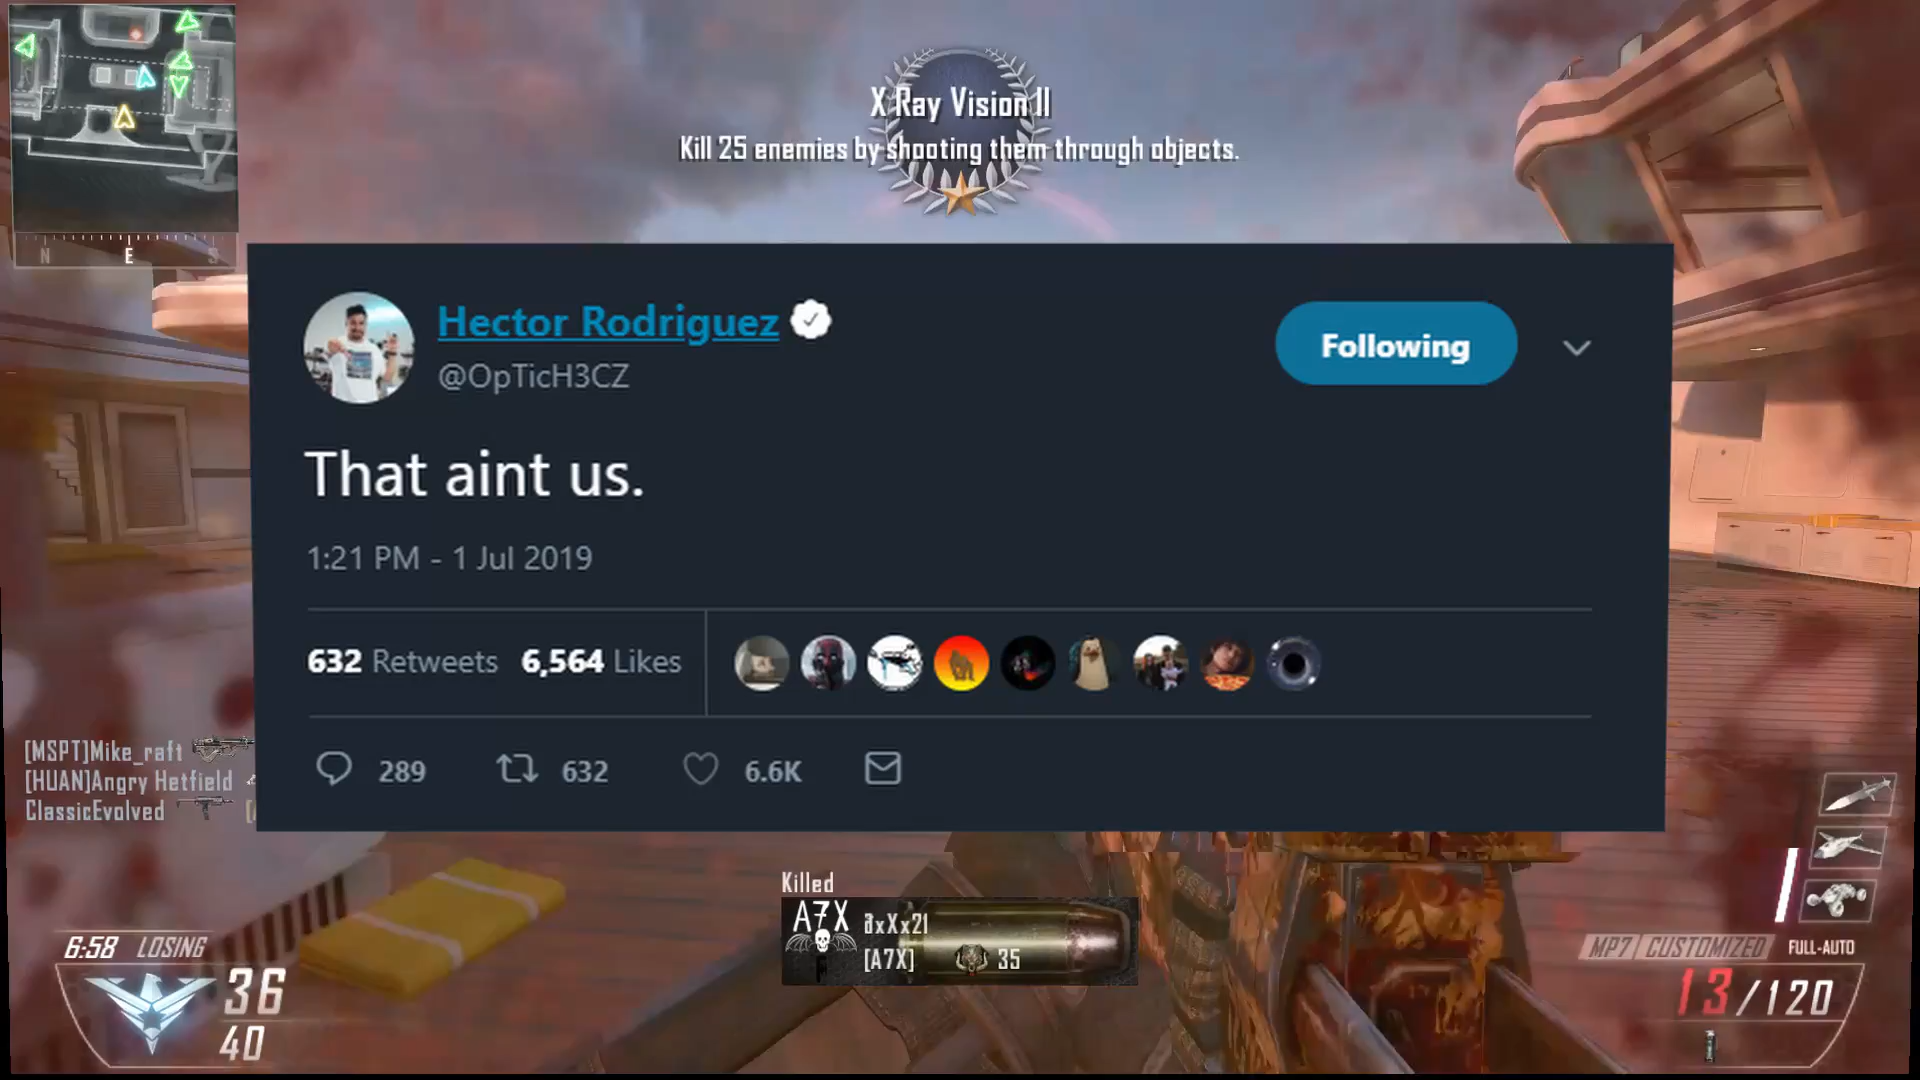 X Ray Vision II
Kill 25 enemies by shooting them through objects.
N E S
Hector Rodriguez
@OpTicH3CZ
Following
That aint us.
1:21 PM - 1 Jul 2019
632 Retweets 6,564 Likes
289 632 6.6K
[MSPT]Mike_raft
[HUAN]Angry Hetfield
ClassicEvolved
Killed
A7X
[A7X] 35
6:58 LOSING
36
40
MP7 CUSTOMIZED FULL-AUTO
13/120